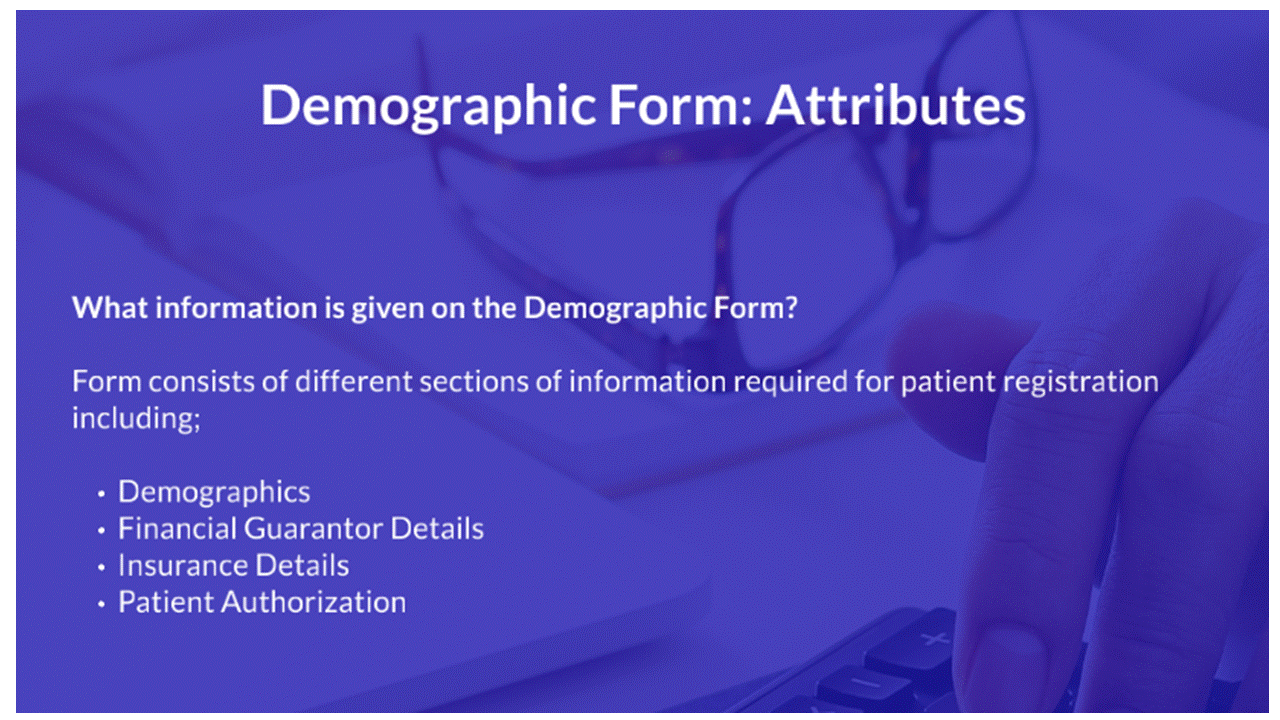 Demographic Form: Attributes
What information is given on the Demographic Form?
Form consists of different sections of information required for patient registration
including;
• Demographics
• Financial Guarantor Details
• Insurance Details
• Patient Authorization